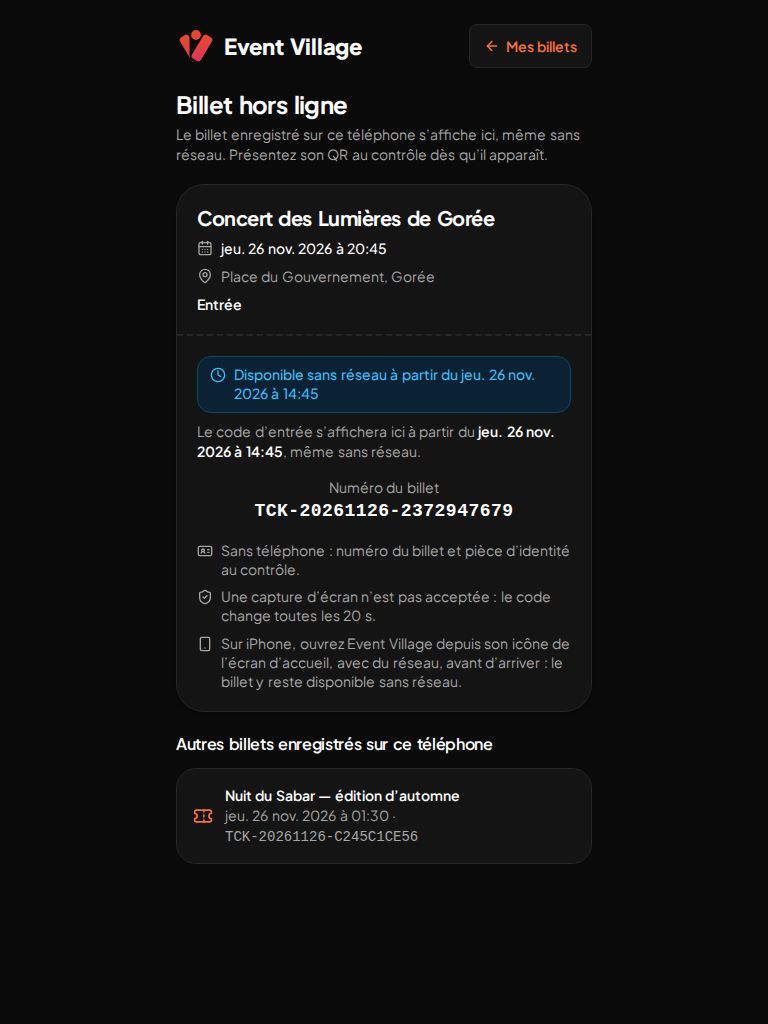 Event Village
Mes billets
Billet hors ligne
Le billet enregistré sur ce téléphone s’affiche ici, même sans
réseau. Présentez son QR au contrôle dès qu’il apparaît.
Concert des Lumières de Gorée
jeu. 26 nov. 2026 à 20:45
Place du Gouvernement, Gorée
Entrée
Disponible sans réseau à partir du jeu. 26 nov.
2026 à 14:45
Le code d’entrée s’affichera ici à partir du jeu. 26 nov.
2026 à 14:45, même sans réseau.
Numéro du billet
TCK-20261126-2372947679
Sans téléphone : numéro du billet et pièce d’identité
au contrôle.
Une capture d’écran n’est pas acceptée : le code
change toutes les 20 s.
Sur iPhone, ouvrez Event Village depuis son icône de
l’écran d’accueil, avec du réseau, avant d’arriver : le
billet y reste disponible sans réseau.
Autres billets enregistrés sur ce téléphone
Nuit du Sabar — édition d’automne
jeu. 26 nov. 2026 à 01:30 ·
TCK-20261126-C245C1CE56